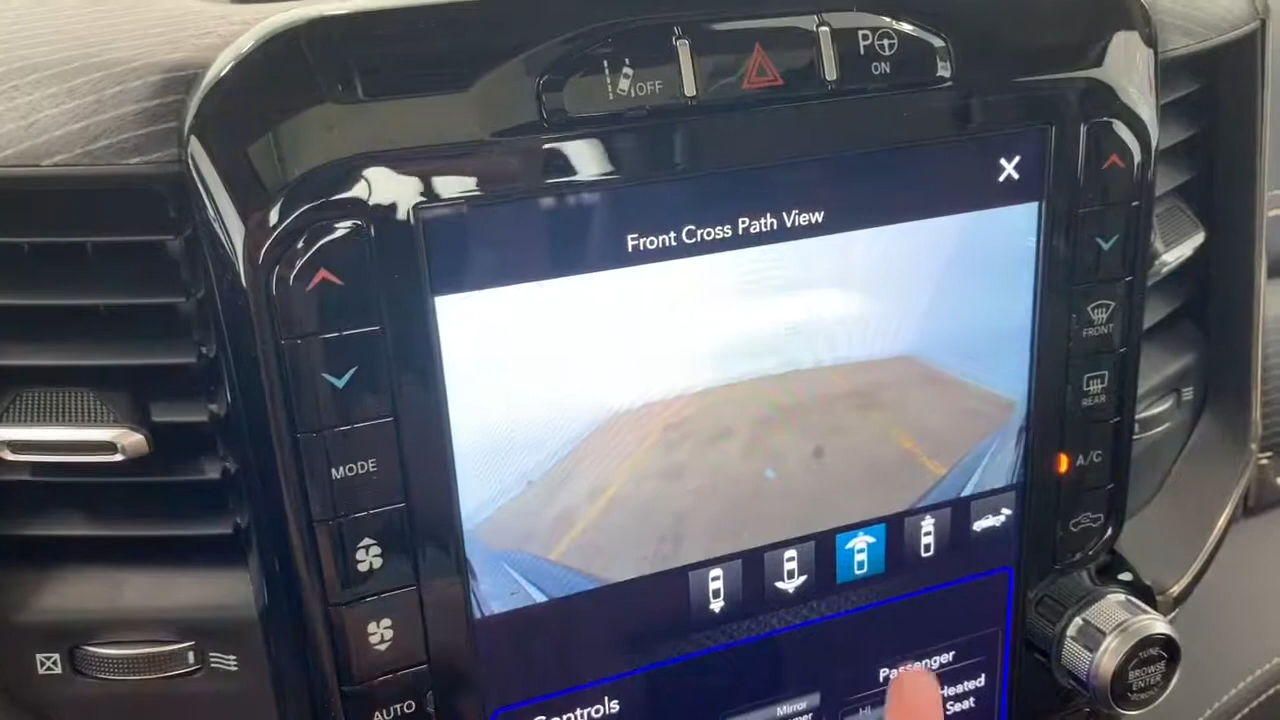 OFF
P
ON
X
Front Cross Path View
FRONT
REAR
MODE
A/C
AUTO
Controls
Mirror
Passenger
HI
Heated
Seat
TUNE
BROWSE
ENTER
SCROLL